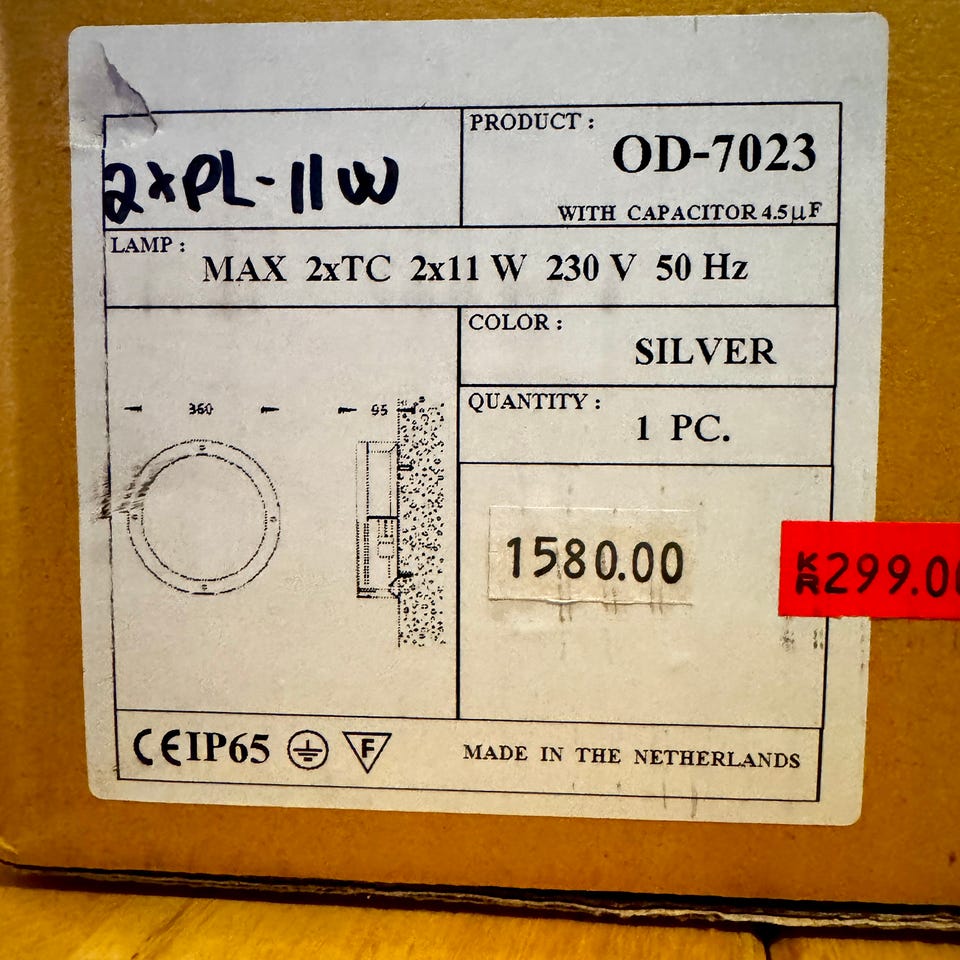 2xPL-11W
PRODUCT :
OD-7023
WITH CAPACITOR 4.5µF
LAMP :
MAX 2xTC 2x11 W 230 V 50 Hz
COLOR :
SILVER
QUANTITY :
1 PC.
360
95
1580.00
KR299.00
CE IP65
F
MADE IN THE NETHERLANDS